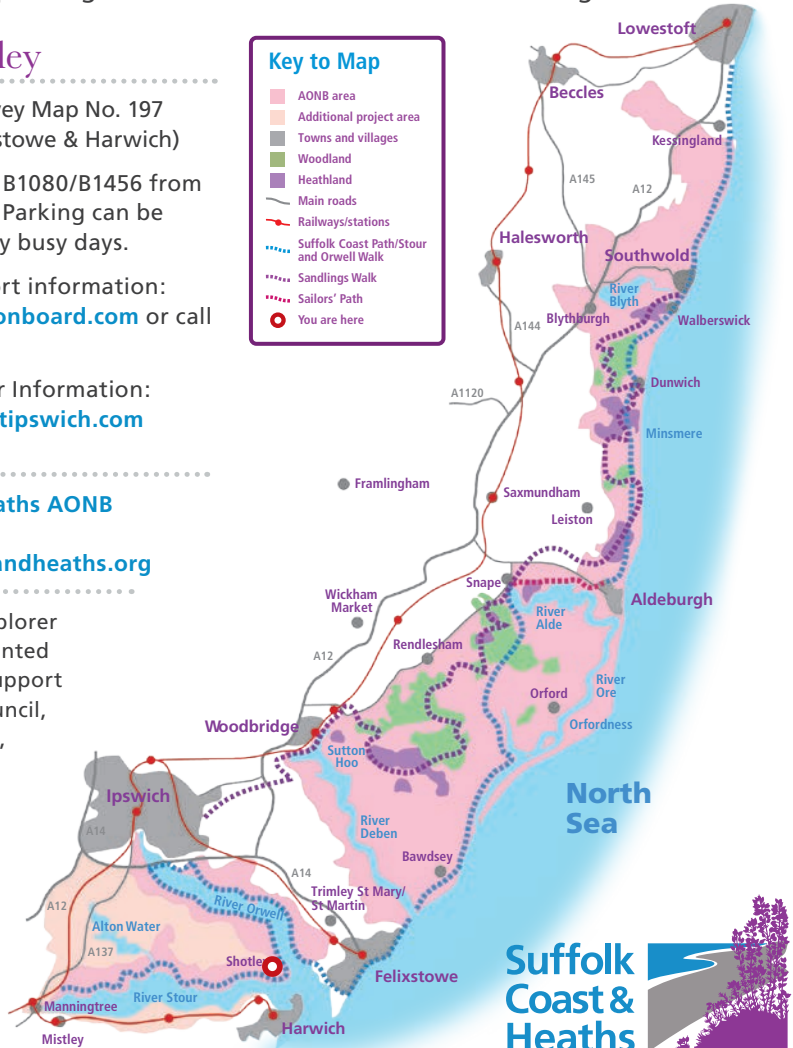 ley
ey Map No. 197
stowe & Harwich)
B1080/B1456 from
Parking can be
y busy days.
rt information:
onboard.com or call
r Information:
tipswich.com
aths AONB
andheaths.org
plorer
nted
upport
uncil,
Key to Map
AONB area
Additional project area
Towns and villages
Woodland
Heathland
Main roads
Railways/stations
Suffolk Coast Path/Stour
and Orwell Walk
Sandlings Walk
Sailors' Path
You are here
Lowestoft
Beccles
Kessingland
A145
A12
Halesworth
Southwold
River
Blyth
Blythburgh
Walberswick
A144
Dunwich
A1120
Minsmere
Framlingham
Saxmundham
Leiston
Snape
Aldeburgh
Wickham
Market
River
Alde
Rendlesham
A12
River
Ore
Orford
Orfordness
Woodbridge
Sutton
Hoo
Ipswich
North
Sea
A14
River
Deben
Bawdsey
A14
Trimley St Mary/
St Martin
A12
River Orwell
Alton Water
A137
Shotley
Felixstowe
River Stour
Manningtree
Harwich
Mistley
Suffolk
Coast &
Heaths